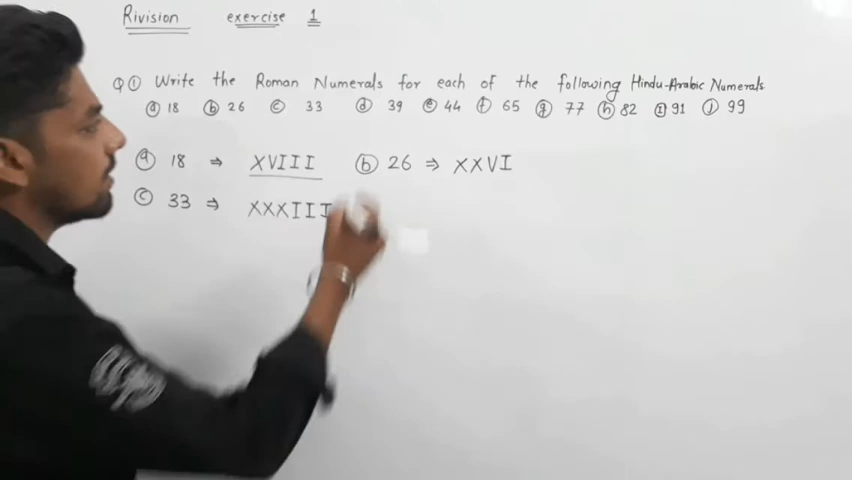 Rivision exercise 1
Q① Write the Roman Numerals for each of the following Hindu-Arabic Numerals
ⓐ 18 ⓑ 26 ⓒ 33 ⓓ 39 ⓔ 44 ⓕ 65 ⓖ 77 ⓗ 82 ⓘ 91 ⓙ 99
ⓐ 18 ⇒ XVIII ⓑ 26 ⇒ XXVI
ⓒ 33 ⇒ XXXIII